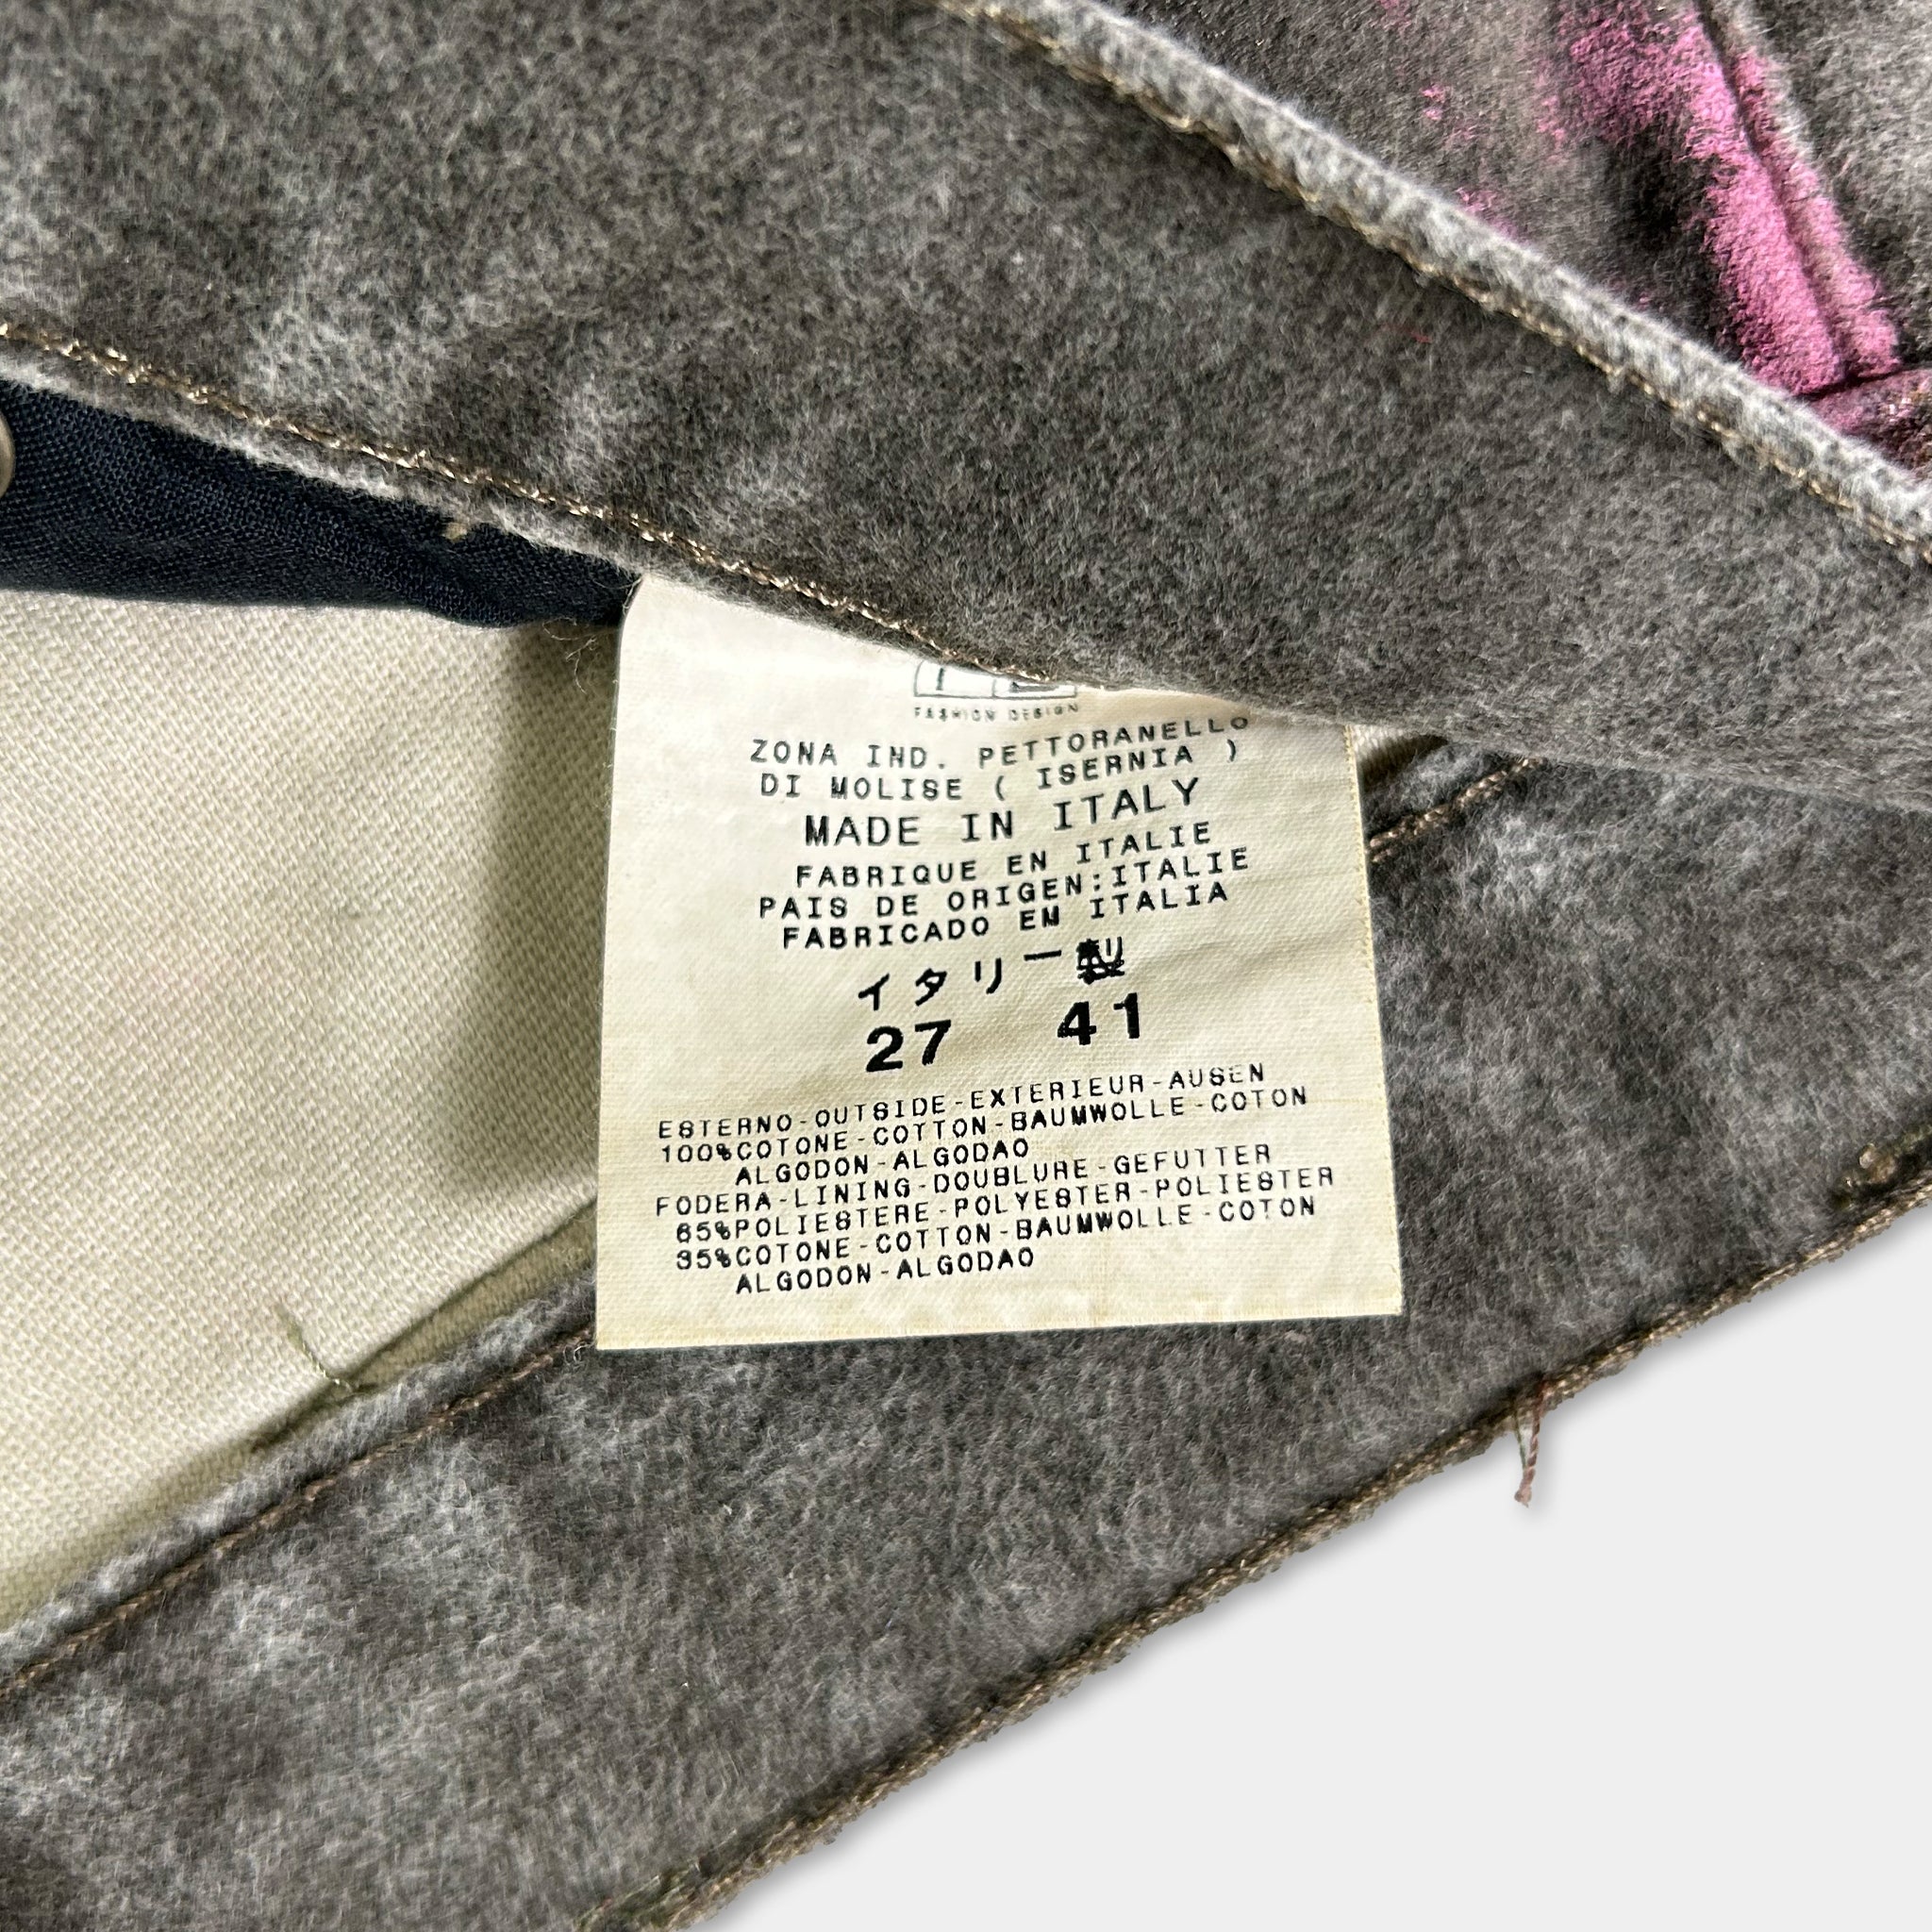 FASHION DESIGN
ZONA IND. PETTORANELLO
DI MOLISE ( ISERNIA )
MADE IN ITALY
FABRIQUE EN ITALIE
PAIS DE ORIGEN:ITALIE
FABRICADO EM ITALIA
イタリー製
27 41
ESTERNO-OUTSIDE-EXTERIEUR-AUSEN
100%COTONE-COTTON-BAUMWOLLE-COTON
ALGODON-ALGODAO
FODERA-LINING-DOUBLURE-GEFUTTER
65%POLIESTERE-POLYESTER-POLIESTER
35%COTONE-COTTON-BAUMWOLLE-COTON
ALGODON-ALGODAO